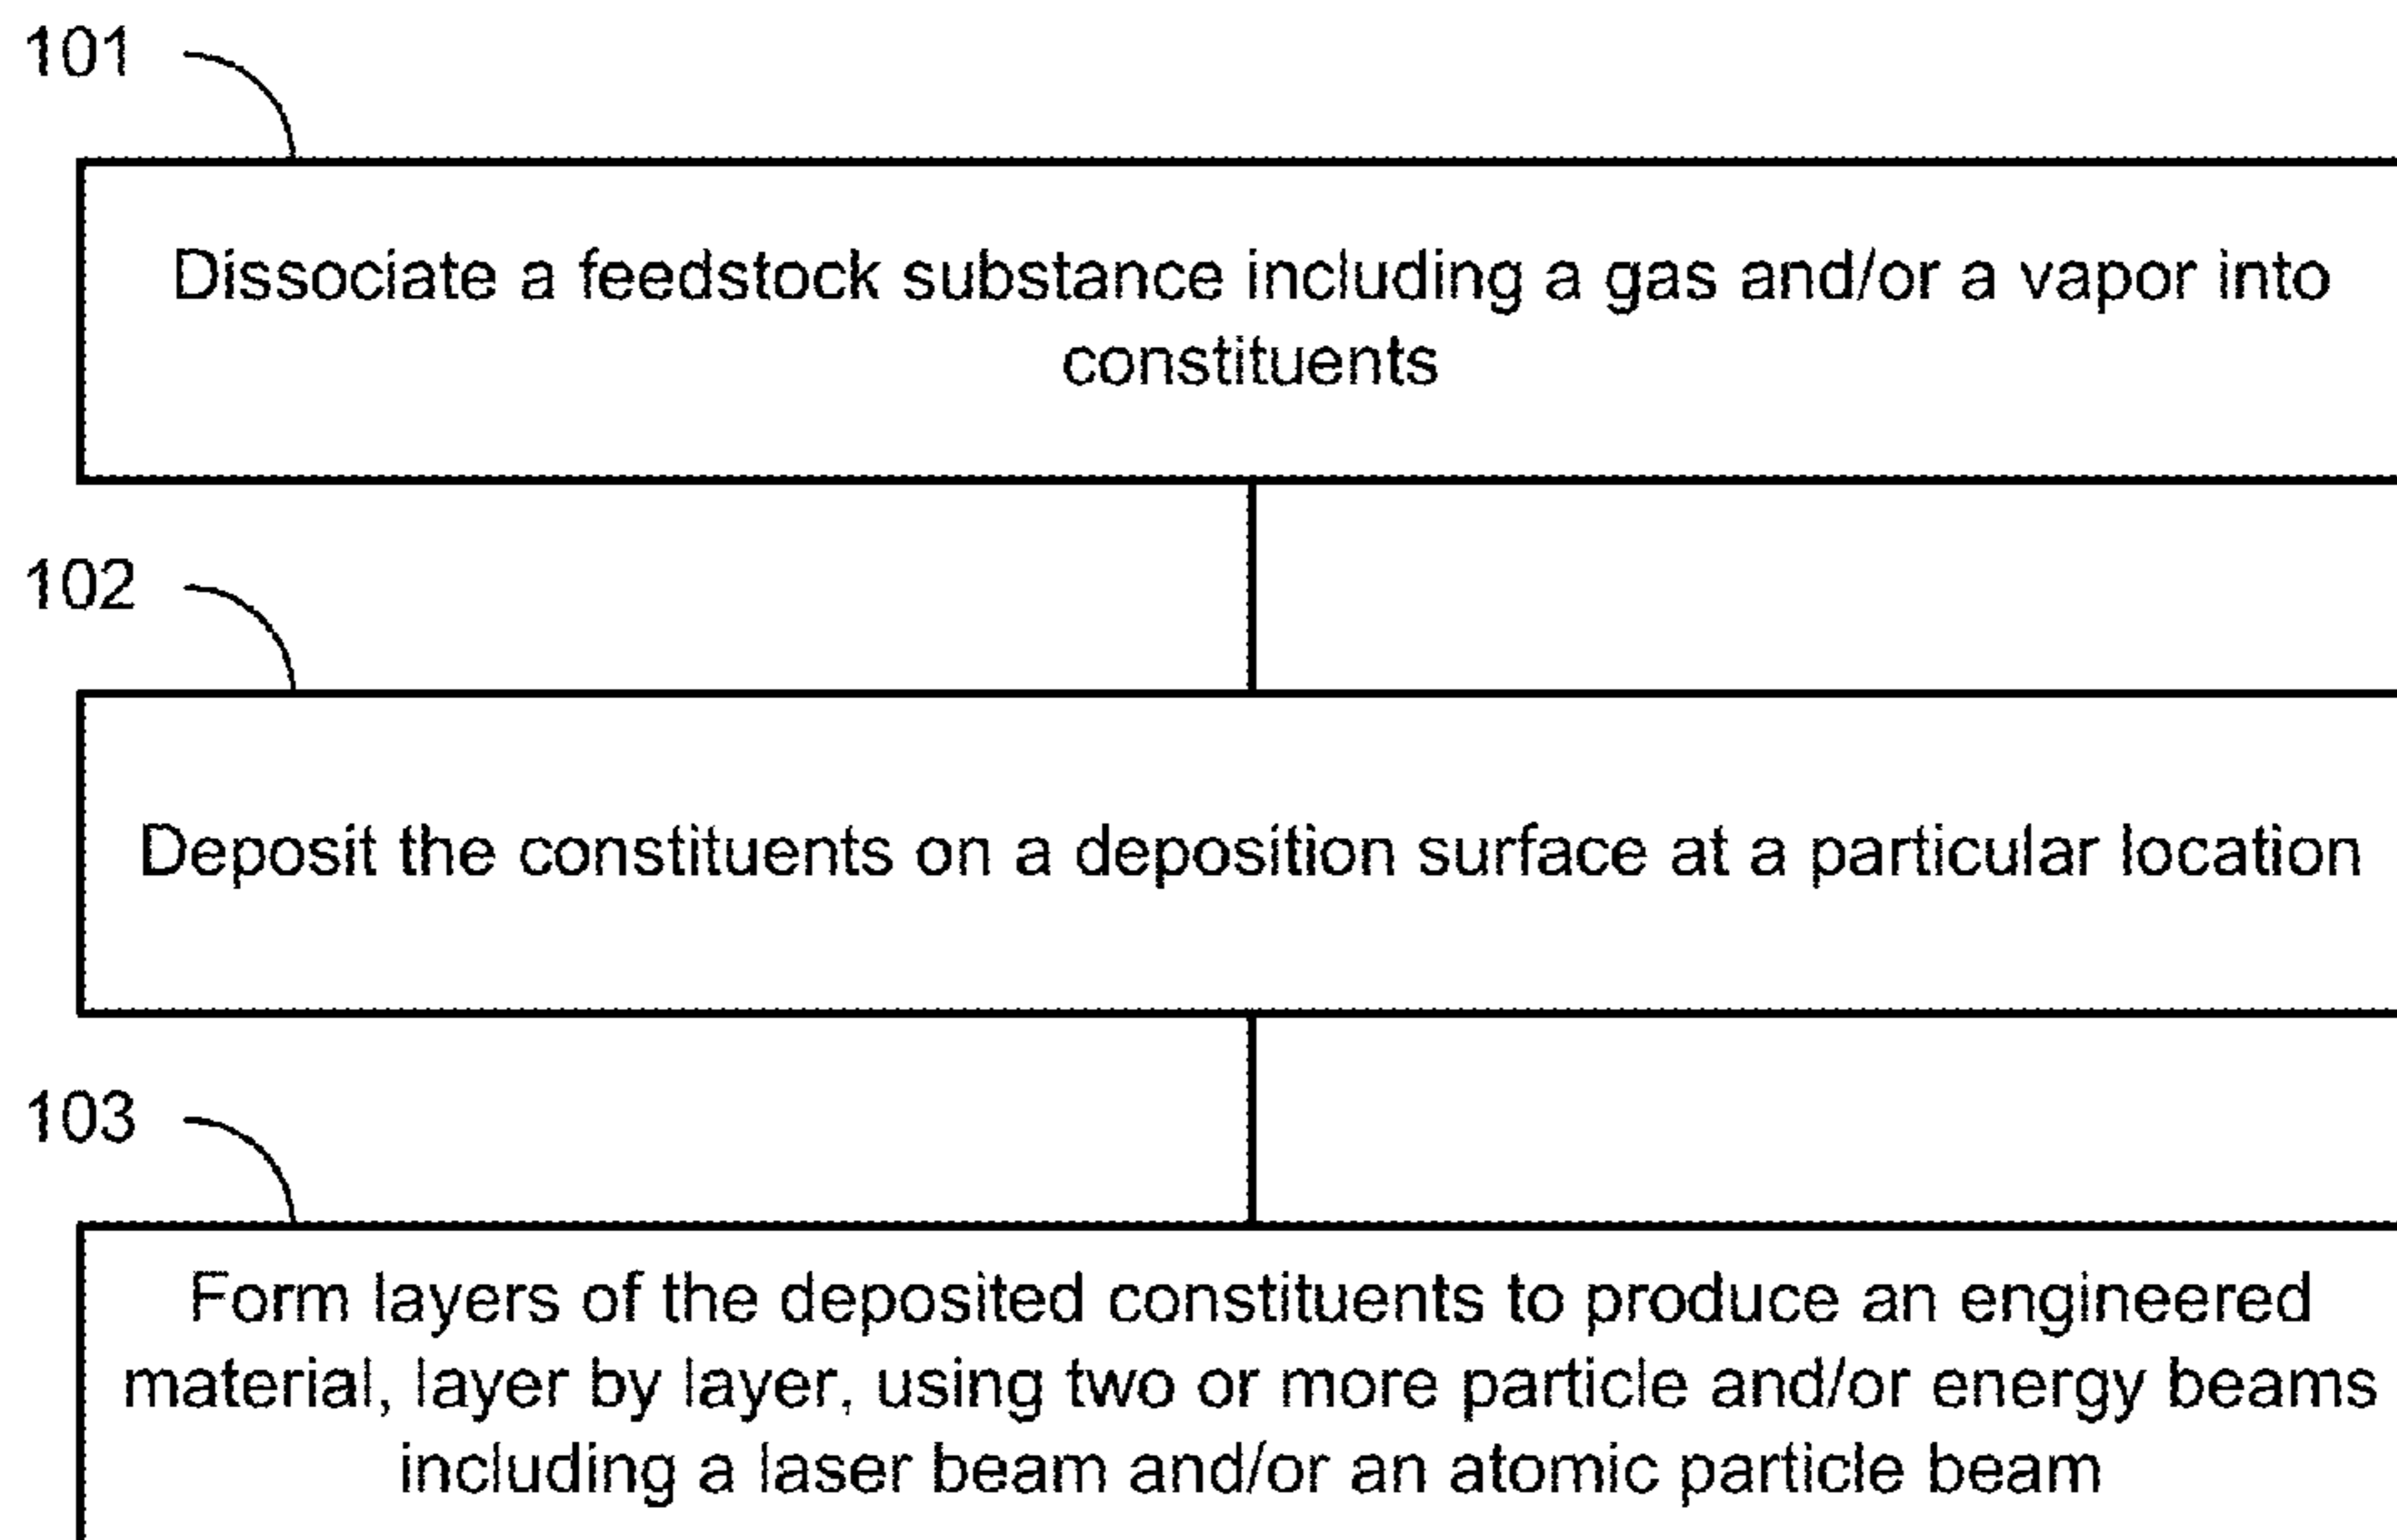 101
Dissociate a feedstock substance including a gas and/or a vapor into
constituents
102
Deposit the constituents on a deposition surface at a particular location
103
Form layers of the deposited constituents to produce an engineered
material, layer by layer, using two or more particle and/or energy beams
including a laser beam and/or an atomic particle beam